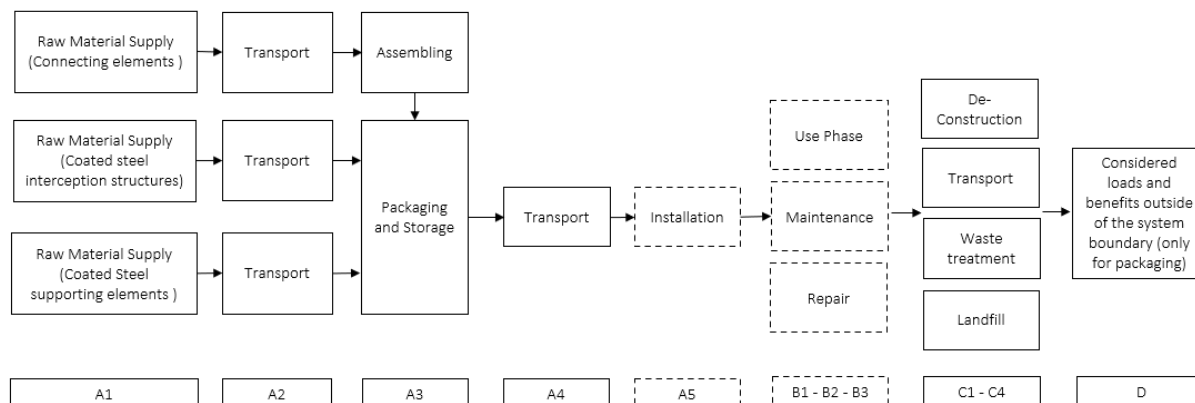 Raw Material Supply
(Connecting elements )
Transport
Assembling
Raw Material Supply
(Coated steel
interception structures)
Transport
Packaging
and Storage
Raw Material Supply
(Coated Steel
supporting elements )
Transport
Transport
Installation
Use Phase
Maintenance
Repair
De-
Construction
Transport
Waste
treatment
Landfill
Considered
loads and
benefits outside
of the system
boundary (only
for packaging)
A1
A2
A3
A4
A5
B1 - B2 - B3
C1 - C4
D